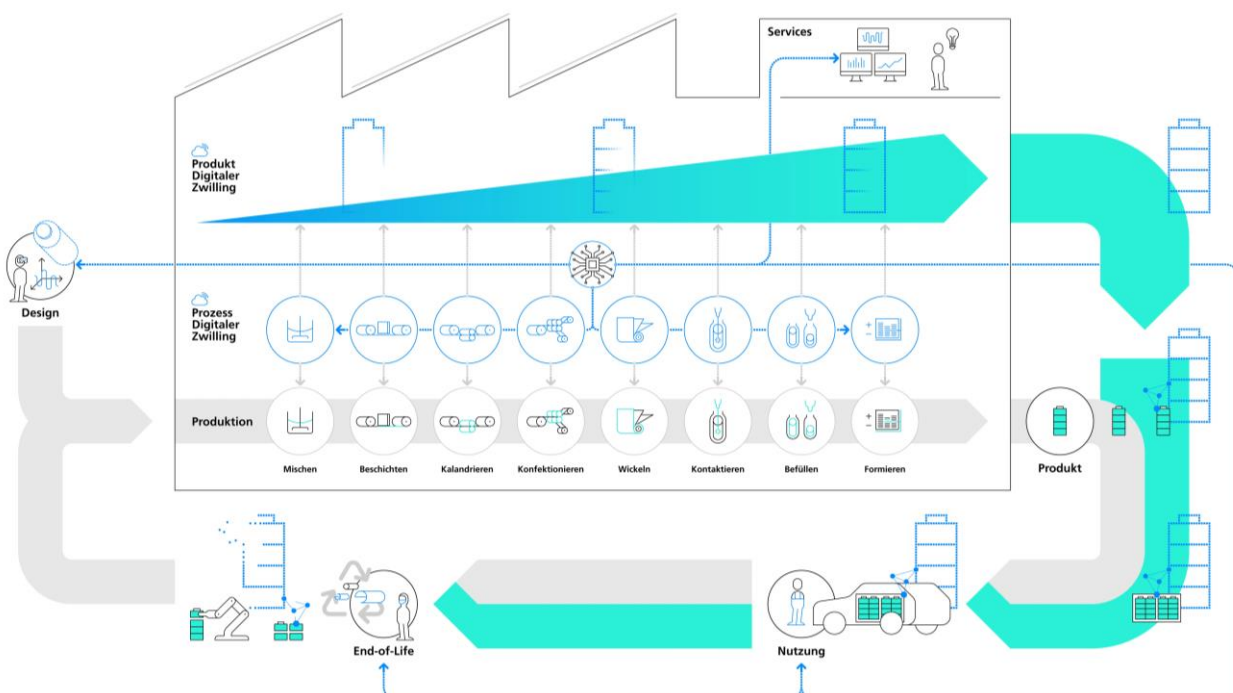 Services
Produkt
Digitaler
Zwilling
Design
Prozess
Digitaler
Zwilling
Produktion
Mischen
Beschichten
Kalandrieren
Konfektionieren
Wickeln
Kontaktieren
Befüllen
Formieren
Produkt
End-of-Life
Nutzung